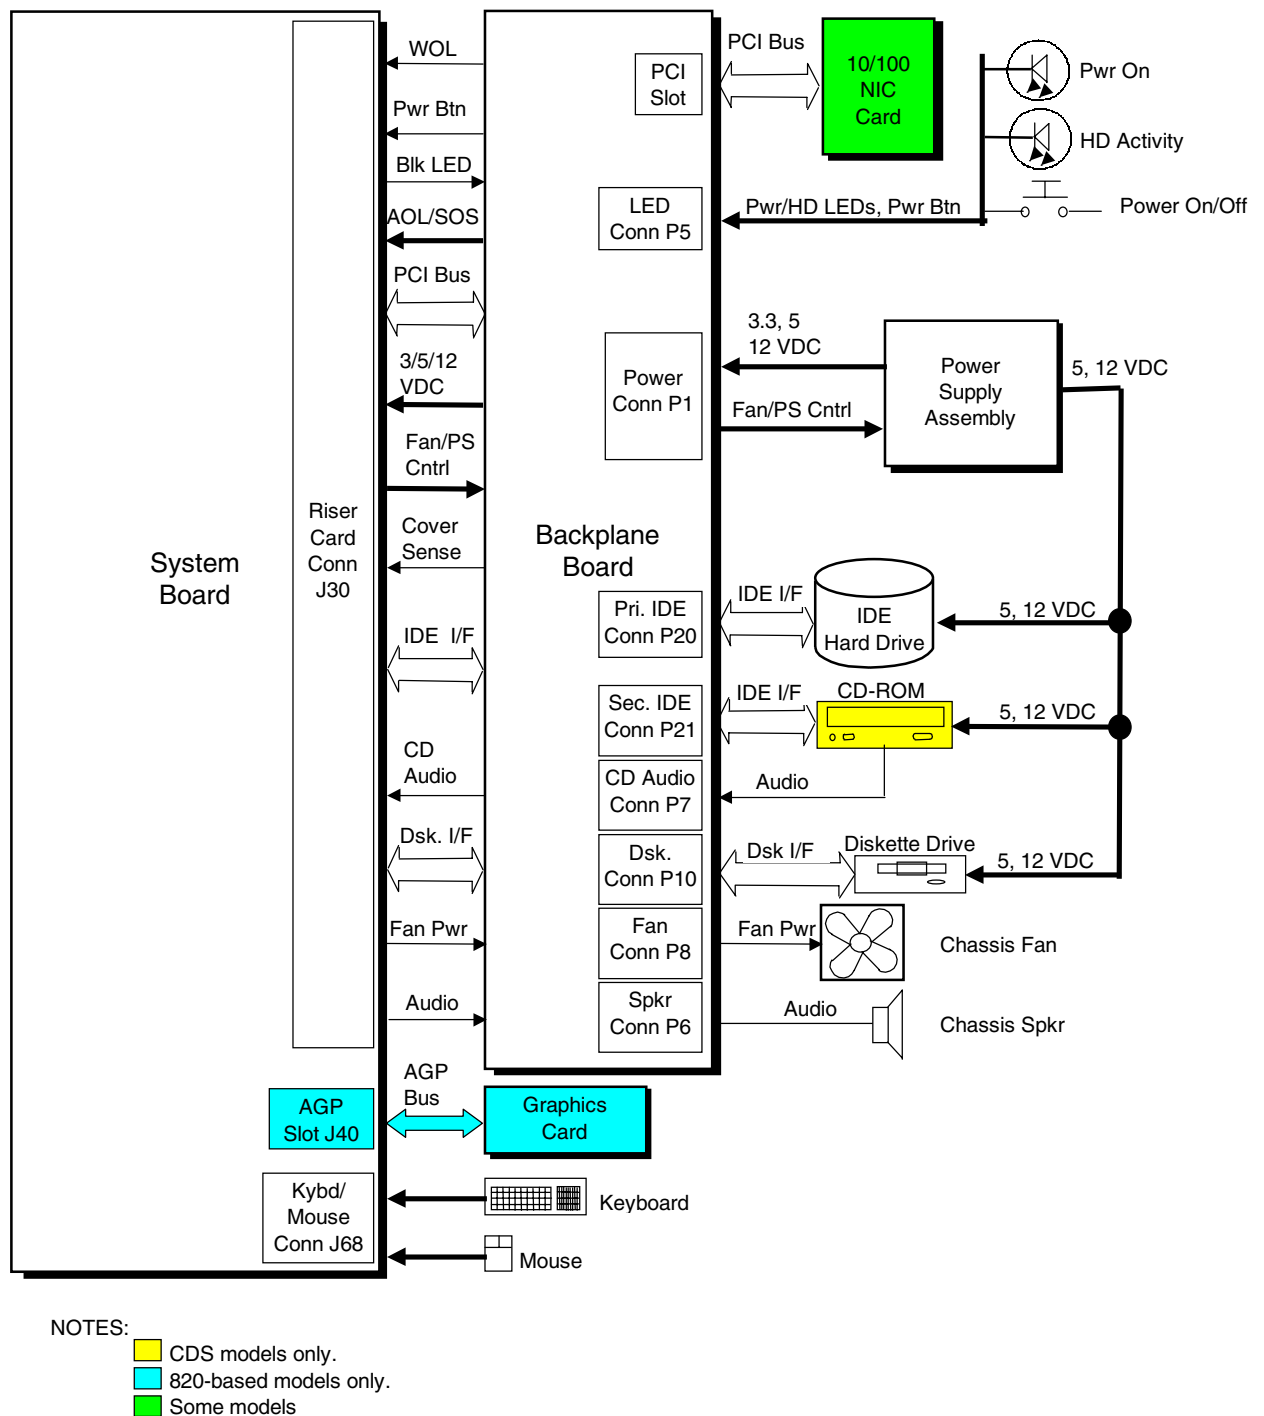 System
Board
Riser
Card
Conn
J30
WOL
Pwr Btn
Blk LED
AOL/SOS
PCI Bus
3/5/12
VDC
Fan/PS
Cntrl
Cover
Sense
IDE I/F
CD
Audio
Dsk. I/F
Fan Pwr
Audio
AGP
Bus
AGP
Slot J40
Graphics
Card
Kybd/
Mouse
Conn J68
Keyboard
Mouse
Backplane
Board
PCI
Slot
LED
Conn P5
Power
Conn P1
Pri. IDE
Conn P20
Sec. IDE
Conn P21
CD Audio
Conn P7
Dsk.
Conn P10
Fan
Conn P8
Spkr
Conn P6
PCI Bus
10/100
NIC
Card
Pwr On
HD Activity
Power On/Off
Pwr/HD LEDs, Pwr Btn
3.3, 5
12 VDC
Fan/PS Cntrl
Power
Supply
Assembly
5, 12 VDC
IDE I/F
IDE
Hard Drive
5, 12 VDC
IDE I/F
CD-ROM
5, 12 VDC
Audio
Dsk I/F
Diskette Drive
5, 12 VDC
Fan Pwr
Chassis Fan
Audio
Chassis Spkr
NOTES:
CDS models only.
820-based models only.
Some models